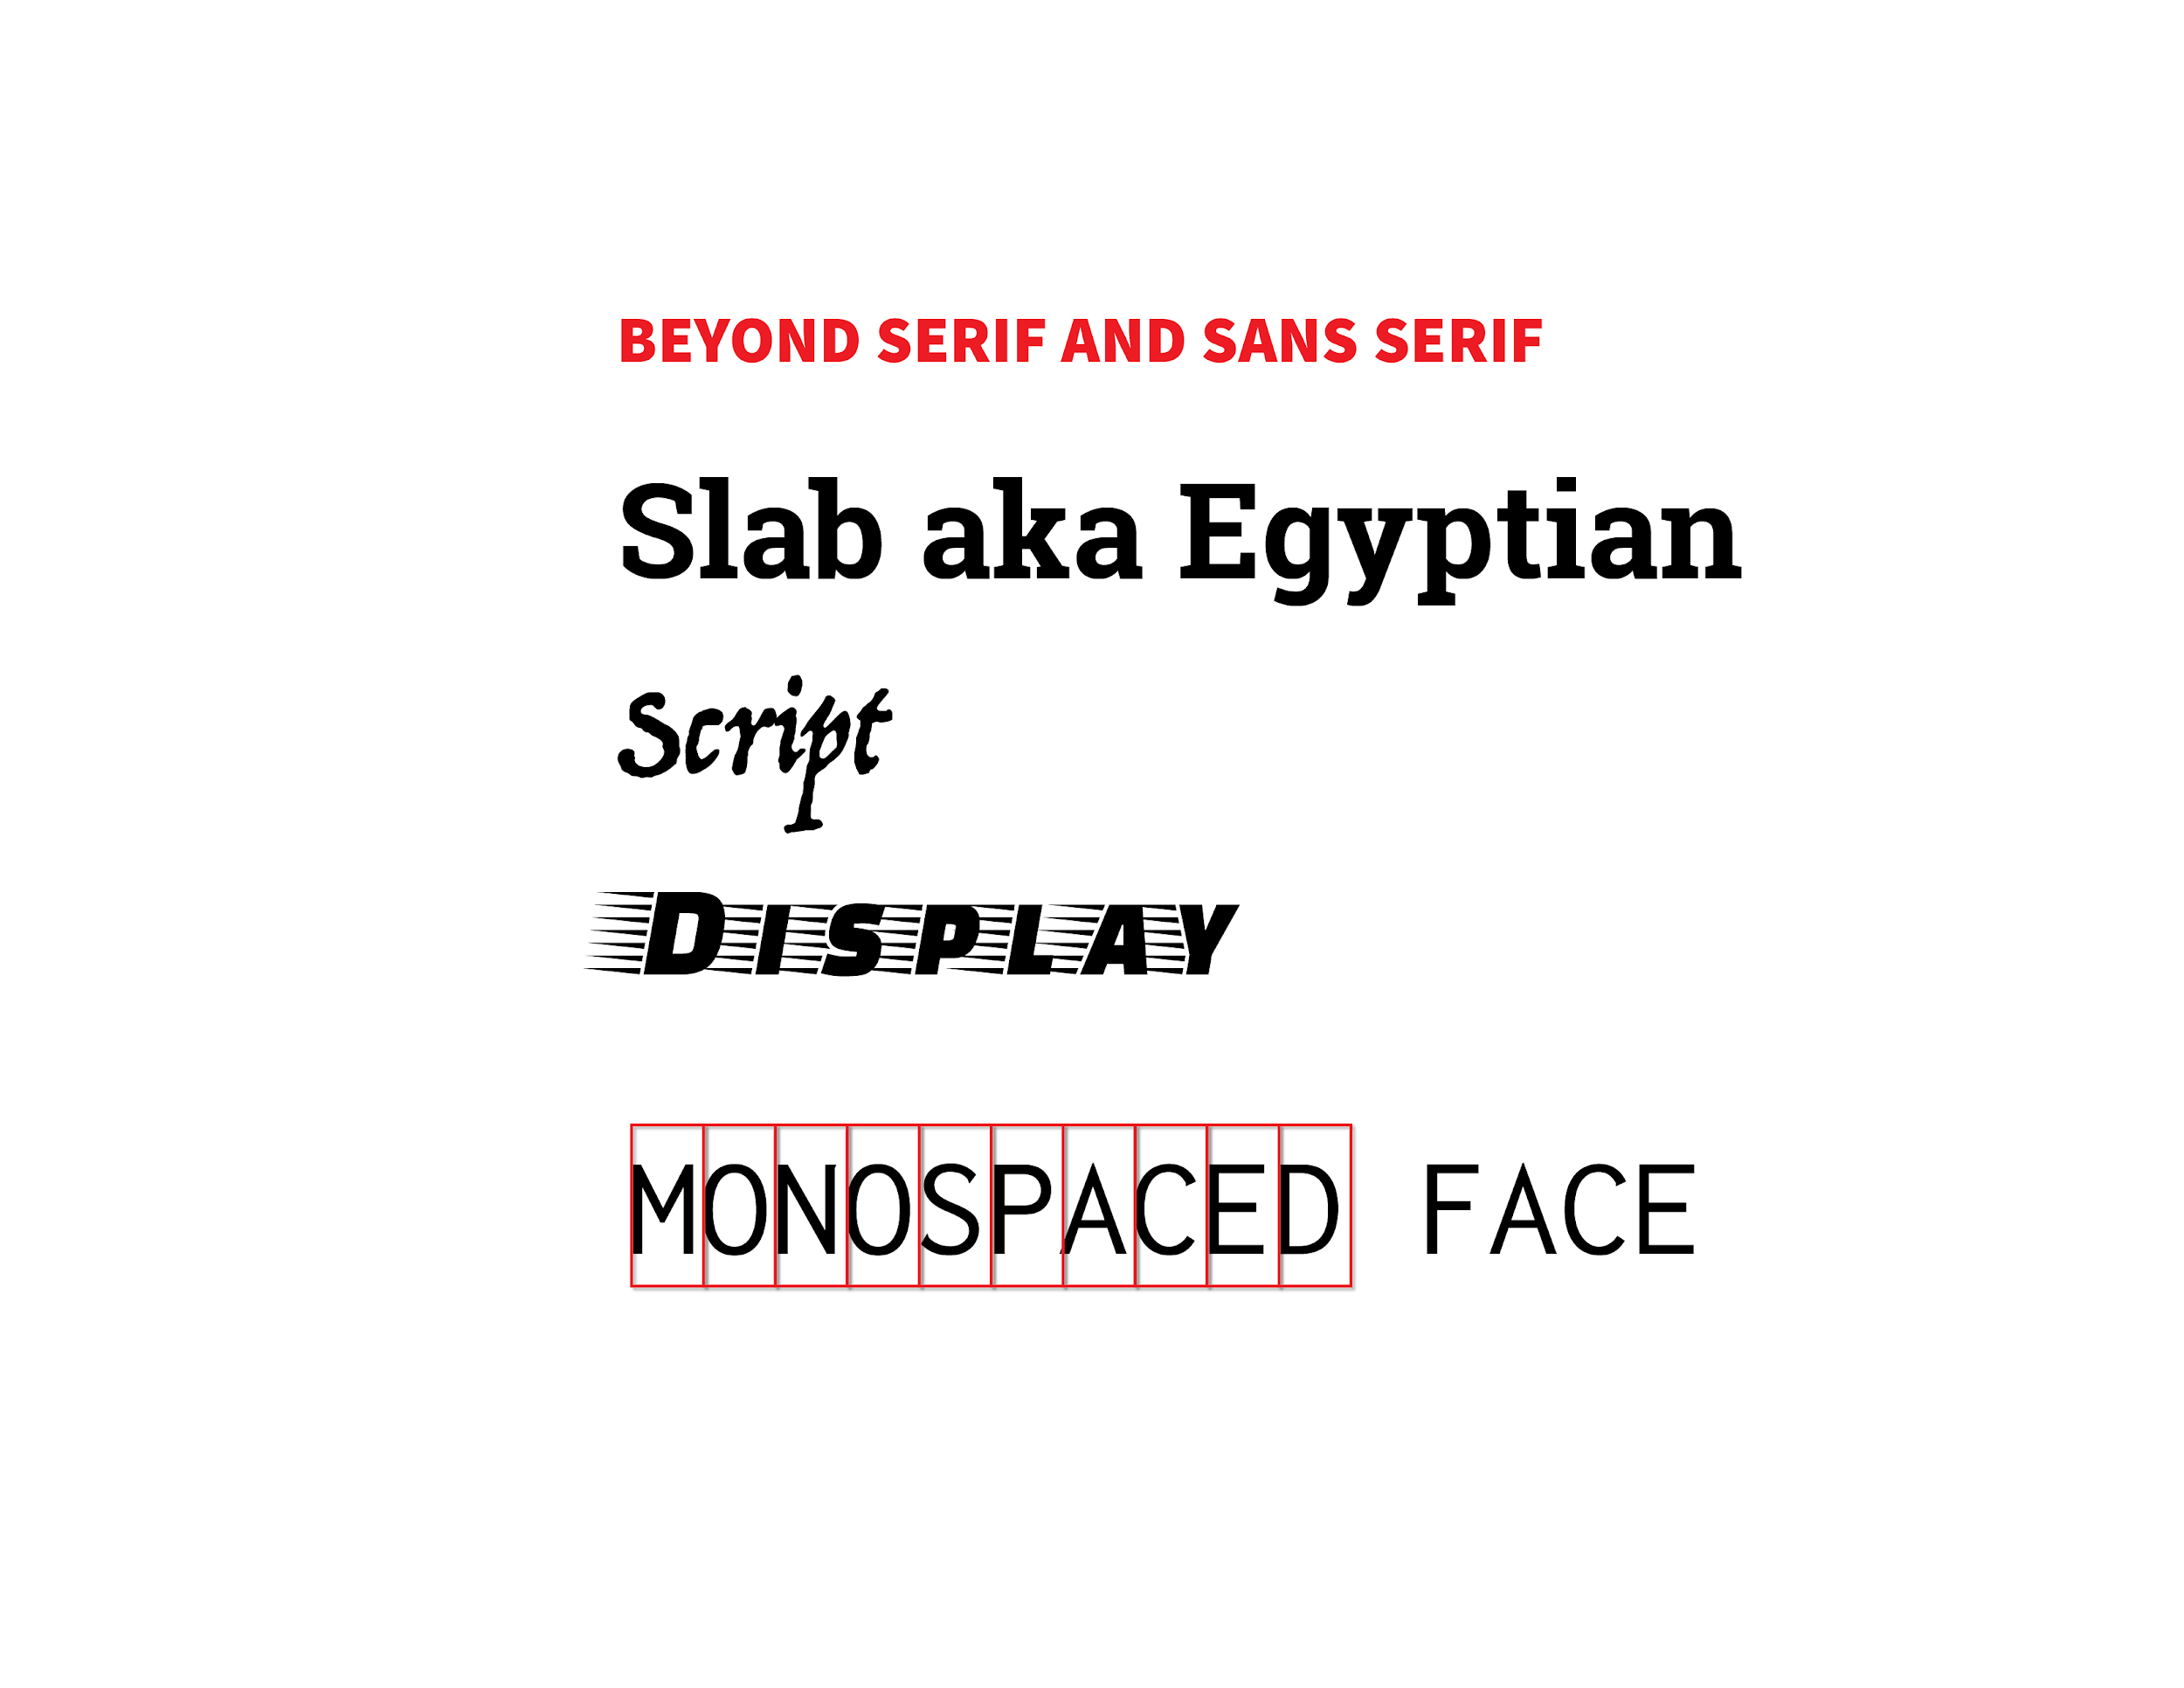 BEYOND SERIF AND SANS SERIF
Slab aka Egyptian
Script
DISPLAY
MONOSPACED FACE